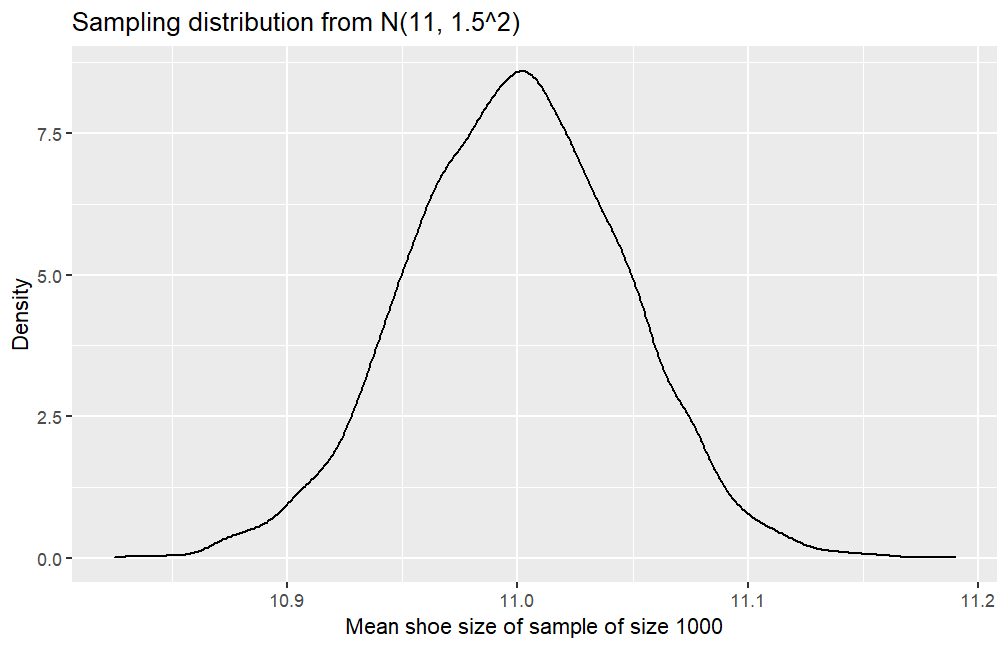 Sampling distribution from N(11, 1.5^2)
Density
7.5
5.0
2.5
0.0
10.9 11.0 11.1 11.2
Mean shoe size of sample of size 1000